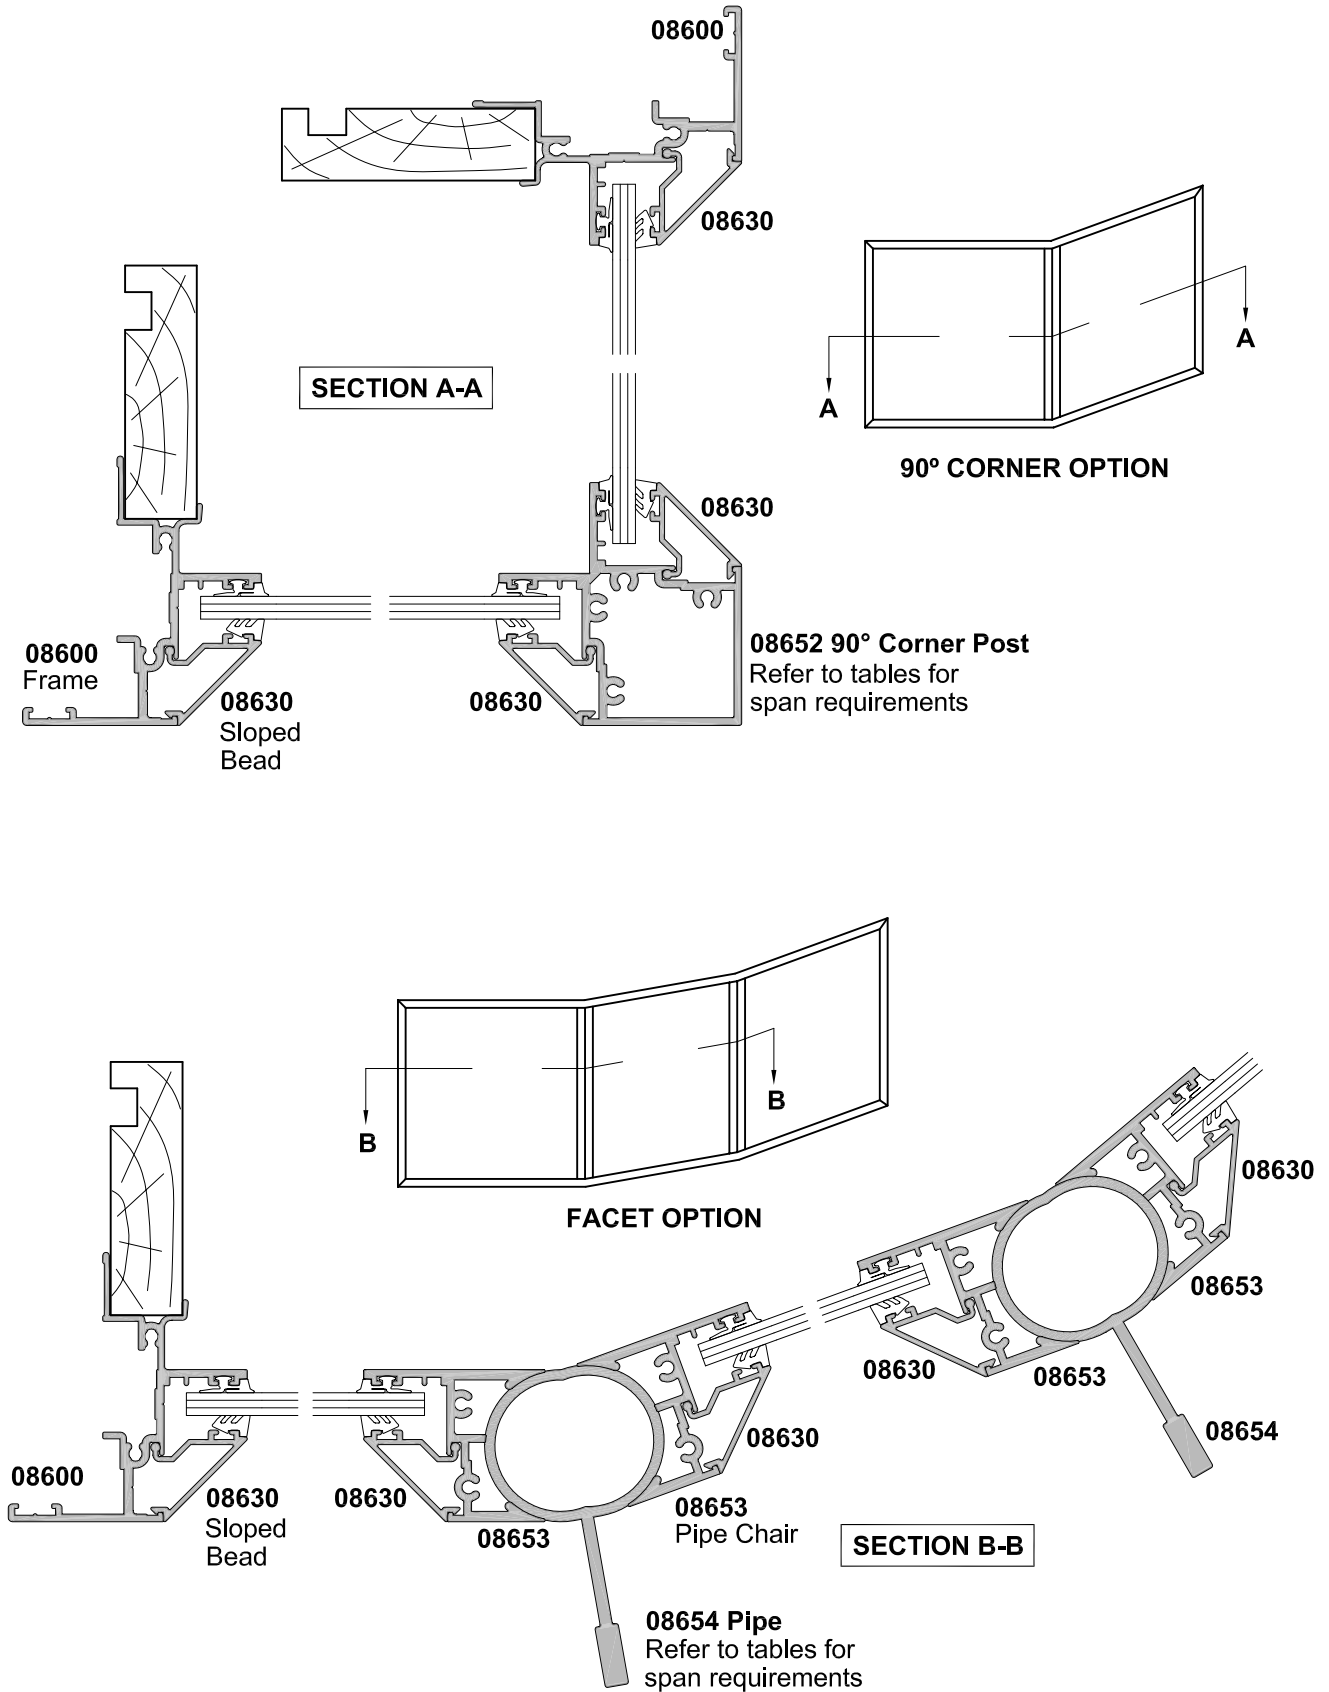 08600
08630
SECTION A-A
A
A
90º CORNER OPTION
08630
08600
Frame
08630
Sloped
Bead
08630
08652 90° Corner Post
Refer to tables for
span requirements
B
B
FACET OPTION
08630
08653
08630
08653
08654
08600
08630
Sloped
Bead
08630
08653
08630
08653
Pipe Chair
SECTION B-B
08654 Pipe
Refer to tables for
span requirements